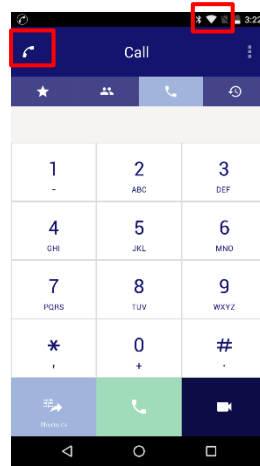 3:22
Call
1 2 3
- ABC DEF
4 5 6
GHI JKL MNO
7 8 9
PQRS TUV WXYZ
* 0 #
, + .